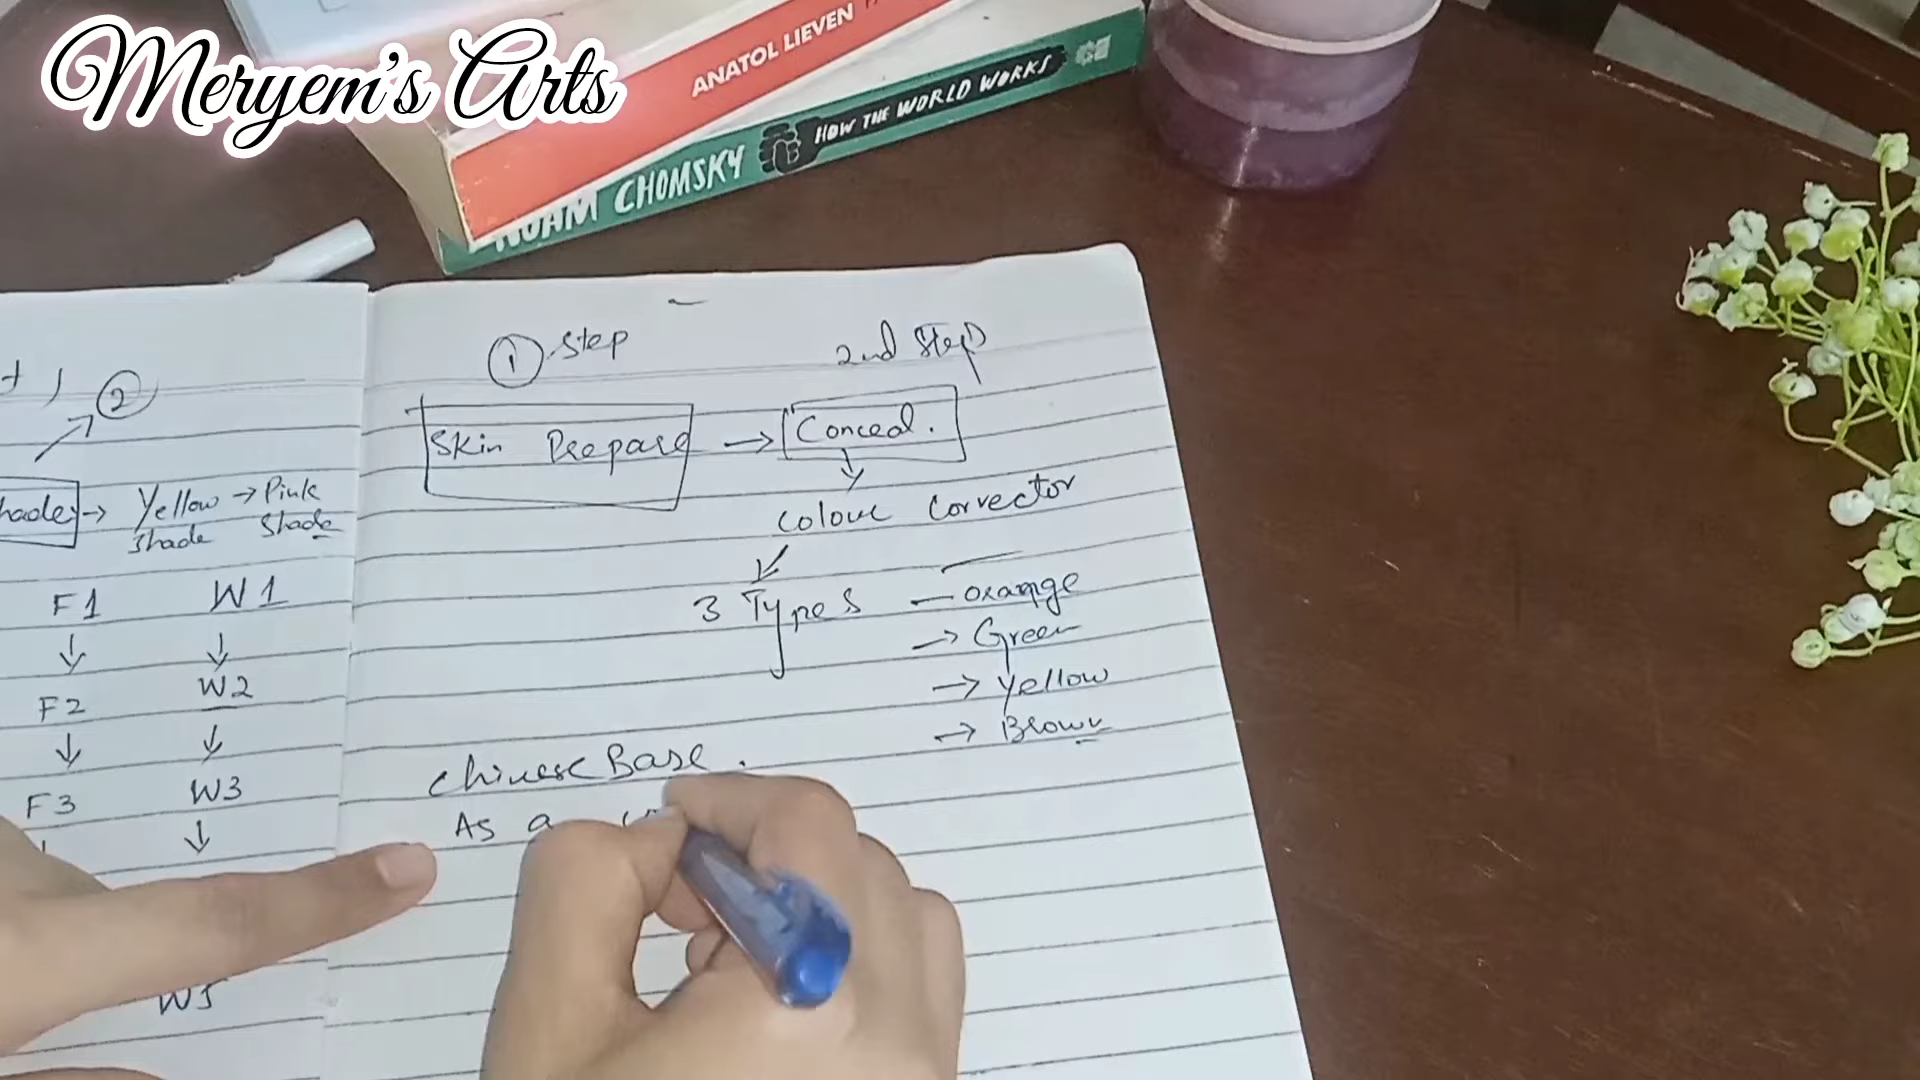 Meryem's Arts
ANATOL LIEVEN
NOAM CHOMSKY HOW THE WORLD WORKS
2
Yellow → Pink
shade shade
F1 W1
F2 W2
F3 W3
W5
1 step 2nd Step
Skin Prepare → Conceal.
Colour Corrector
3 Types — orange
→ Green
→ Yellow
→ Brown
Chinese Base.
As a